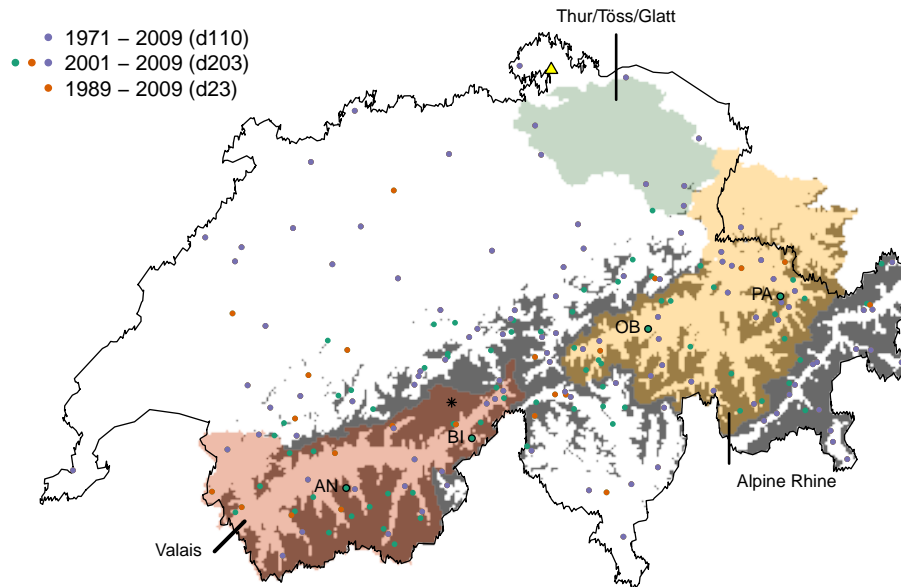 Thur/Töss/Glatt
1971 – 2009 (d110)
2001 – 2009 (d203)
1989 – 2009 (d23)
PA
OB
BI
AN
Alpine Rhine
Valais